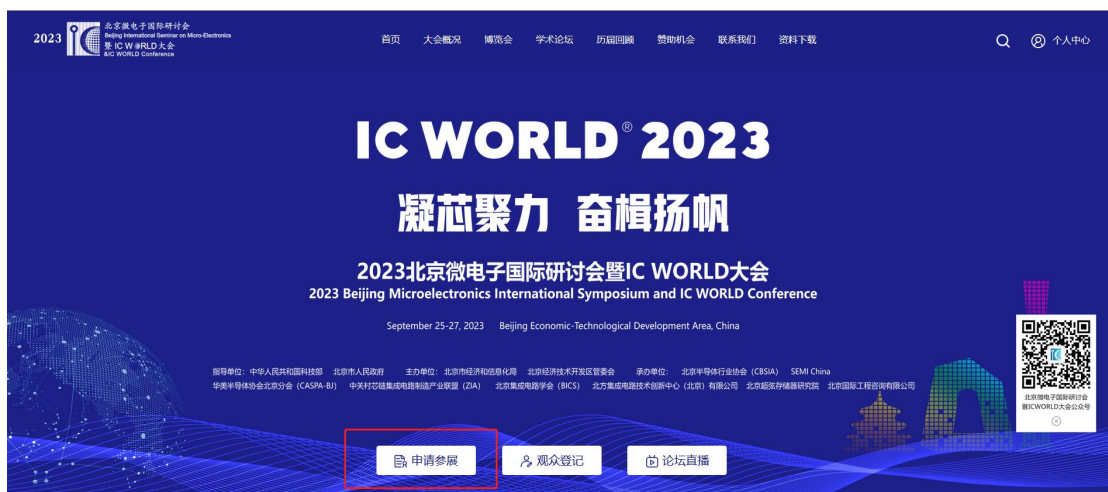 2023
北京微电子国际研讨会
Beijing International Seminar on Micro-Electronics
暨 IC WORLD大会
&IC WORLD Conference
首页 大会概况 博览会 学术论坛 历届回顾 赞助机会 联系我们 资料下载
个人中心
IC WORLD® 2023
凝芯聚力 奋楫扬帆
2023北京微电子国际研讨会暨IC WORLD大会
2023 Beijing Microelectronics International Symposium and IC WORLD Conference
September 25-27, 2023 Beijing Economic-Technological Development Area, China
指导单位：中华人民共和国科技部 北京市人民政府 主办单位：北京市经济和信息化局 北京经济技术开发区管委会 承办单位： 北京半导体行业协会（CBSIA） SEMI China
华美半导体协会北京分会（CASPA-BJ） 中关村芯链集成电路制造产业联盟（ZIA） 北京集成电路学会（BICS） 北方集成电路技术创新中心（北京）有限公司 北京超弦存储器研究院 北京国际工程咨询有限公司
北京微电子国际研讨会
暨ICWORLD大会公众号
申请参展 观众登记 论坛直播